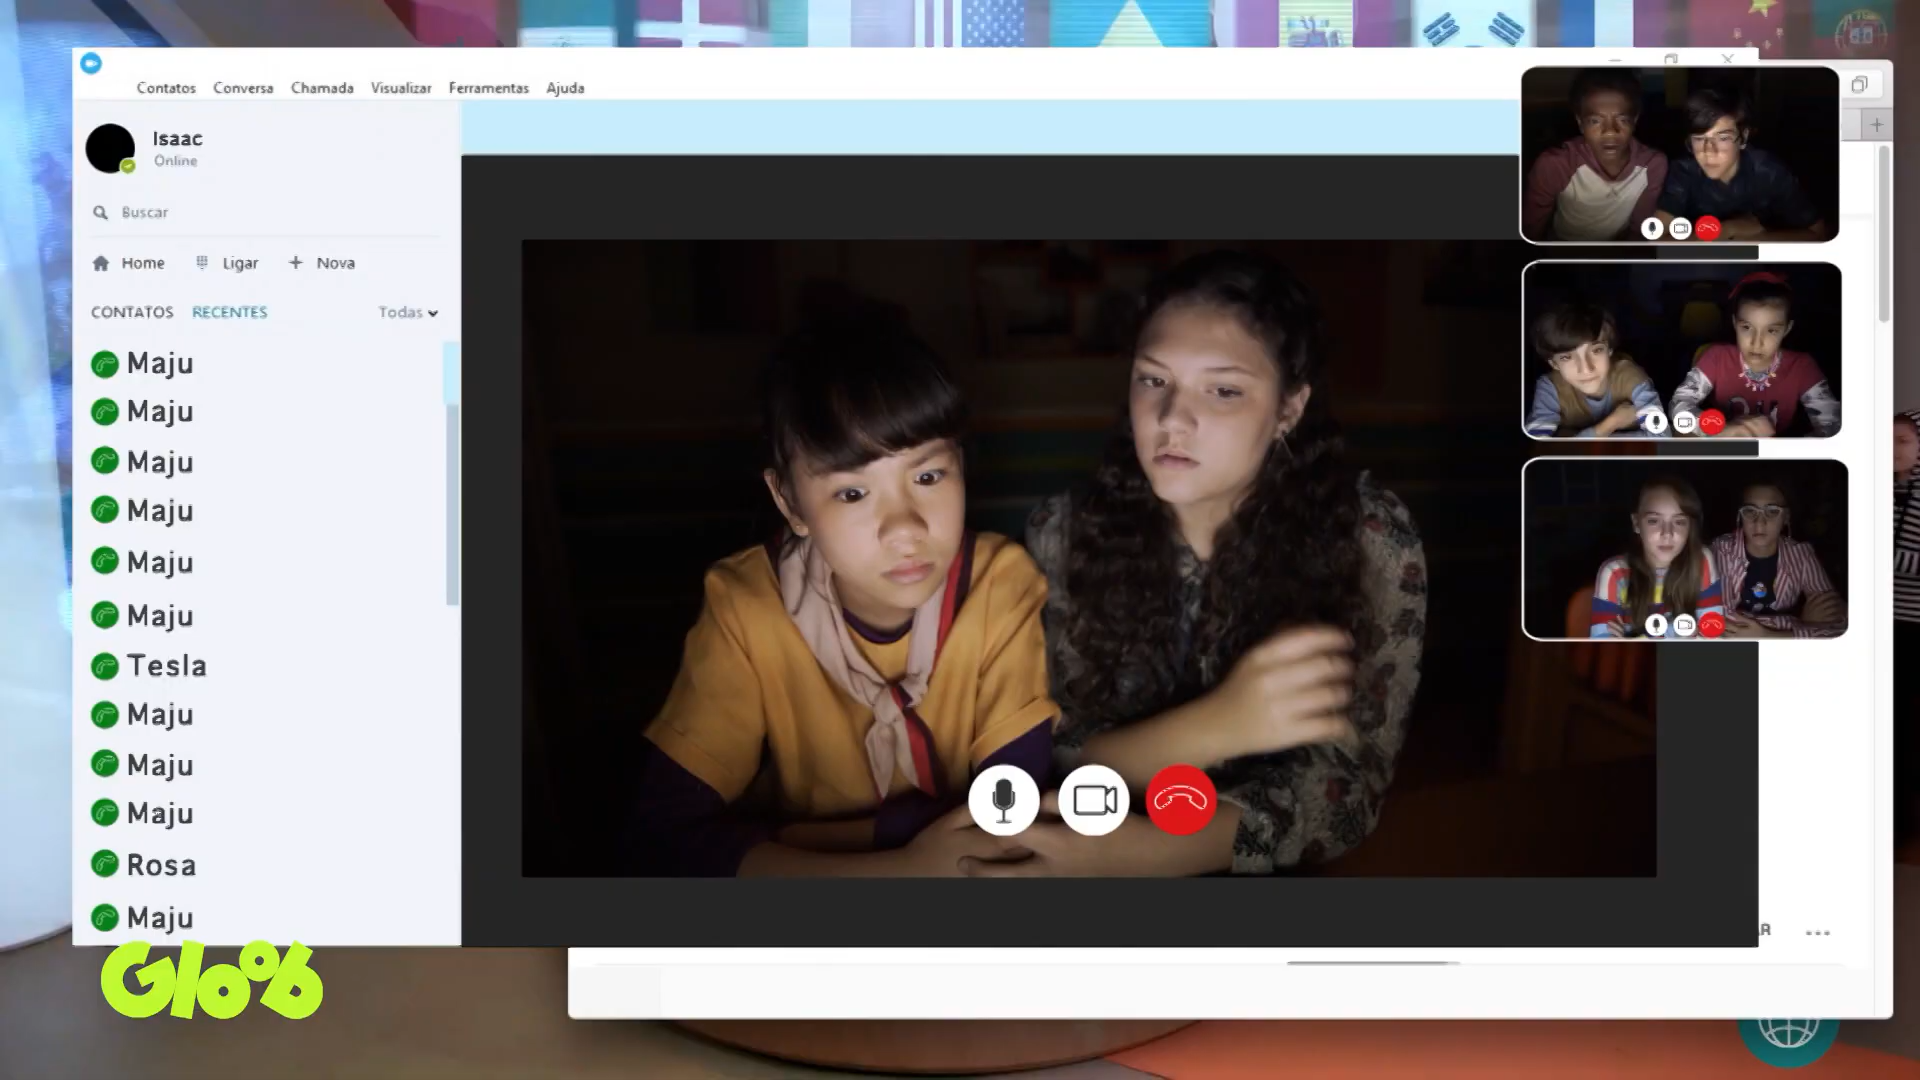 Contatos Conversa Chamada Visualizar Ferramentas Ajuda
Isaac
Online
Buscar
Home Ligar Nova
CONTATOS RECENTES Todas
Maju
Maju
Maju
Maju
Maju
Maju
Tesla
Maju
Maju
Maju
Rosa
Maju
Gloob